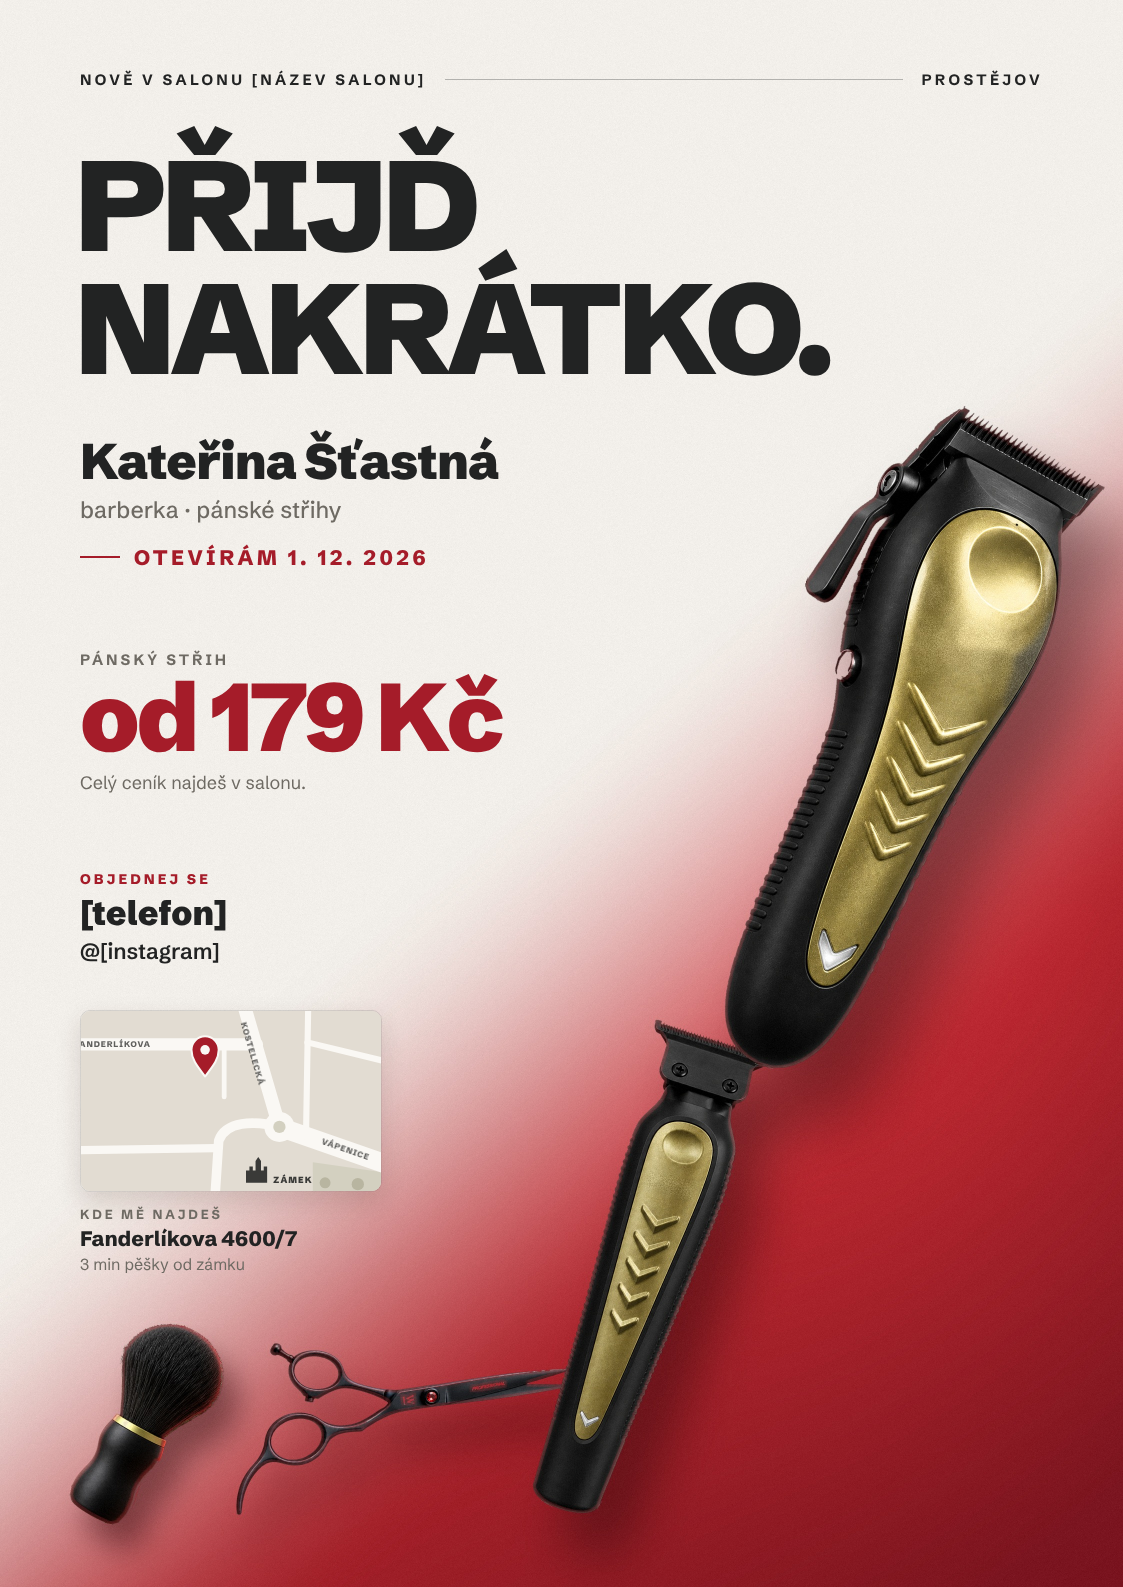 NOVĚ V SALONU [NÁZEV SALONU]
PROSTĚJOV
PŘIJĎ
NAKRÁTKO.
Kateřina Šťastná
barberka · pánské střihy
OTEVÍRÁM 1. 12. 2026
PÁNSKÝ STŘIH
od 179 Kč
Celý ceník najdeš v salonu.
OBJEDNEJ SE
[telefon]
@[instagram]
ANDERLÍKOVA
KOSTELECKÁ
VÁPENICE
ZÁMEK
KDE MĚ NAJDEŠ
Fanderlíkova 4600/7
3 min pěšky od zámku